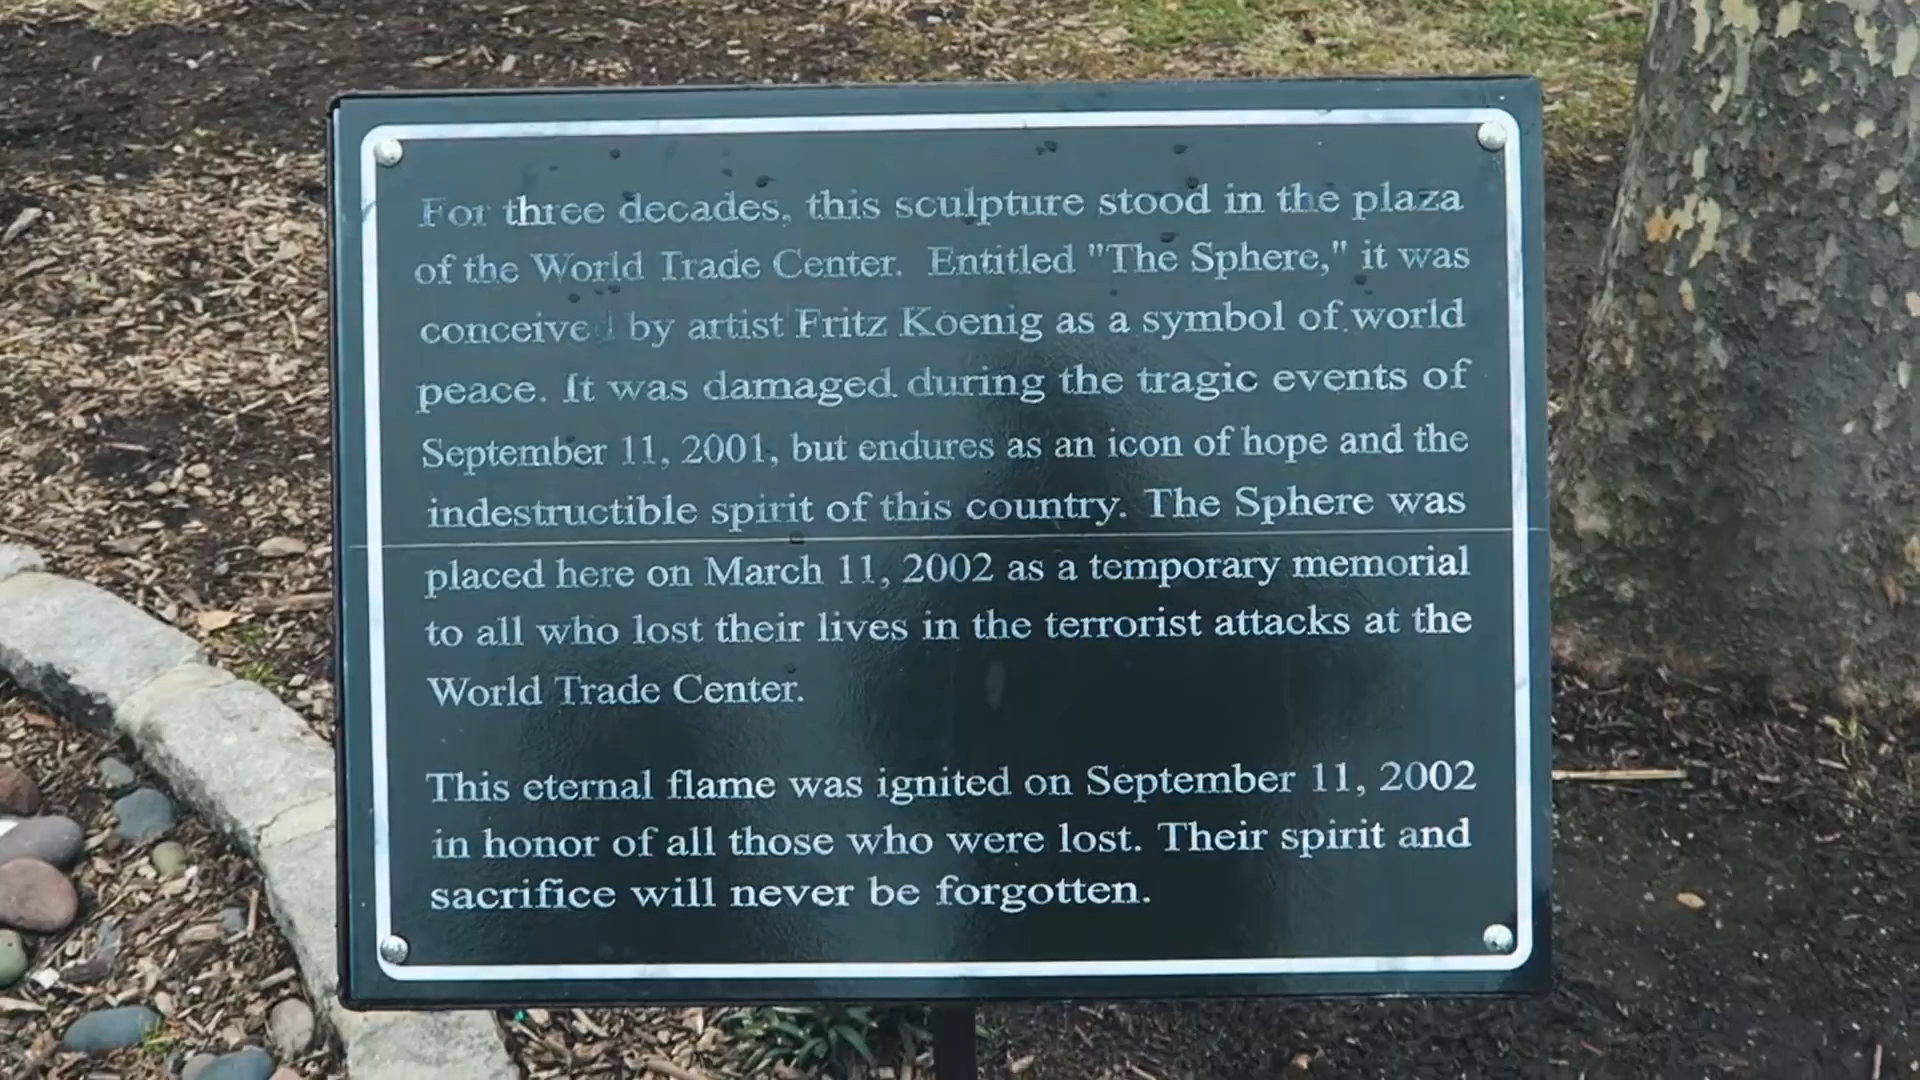 For three decades, this sculpture stood in the plaza
of the World Trade Center. Entitled "The Sphere," it was
conceived by artist Fritz Koenig as a symbol of world
peace. It was damaged during the tragic events of
September 11, 2001, but endures as an icon of hope and the
indestructible spirit of this country. The Sphere was
placed here on March 11, 2002 as a temporary memorial
to all who lost their lives in the terrorist attacks at the
World Trade Center.
This eternal flame was ignited on September 11, 2002
in honor of all those who were lost. Their spirit and
sacrifice will never be forgotten.